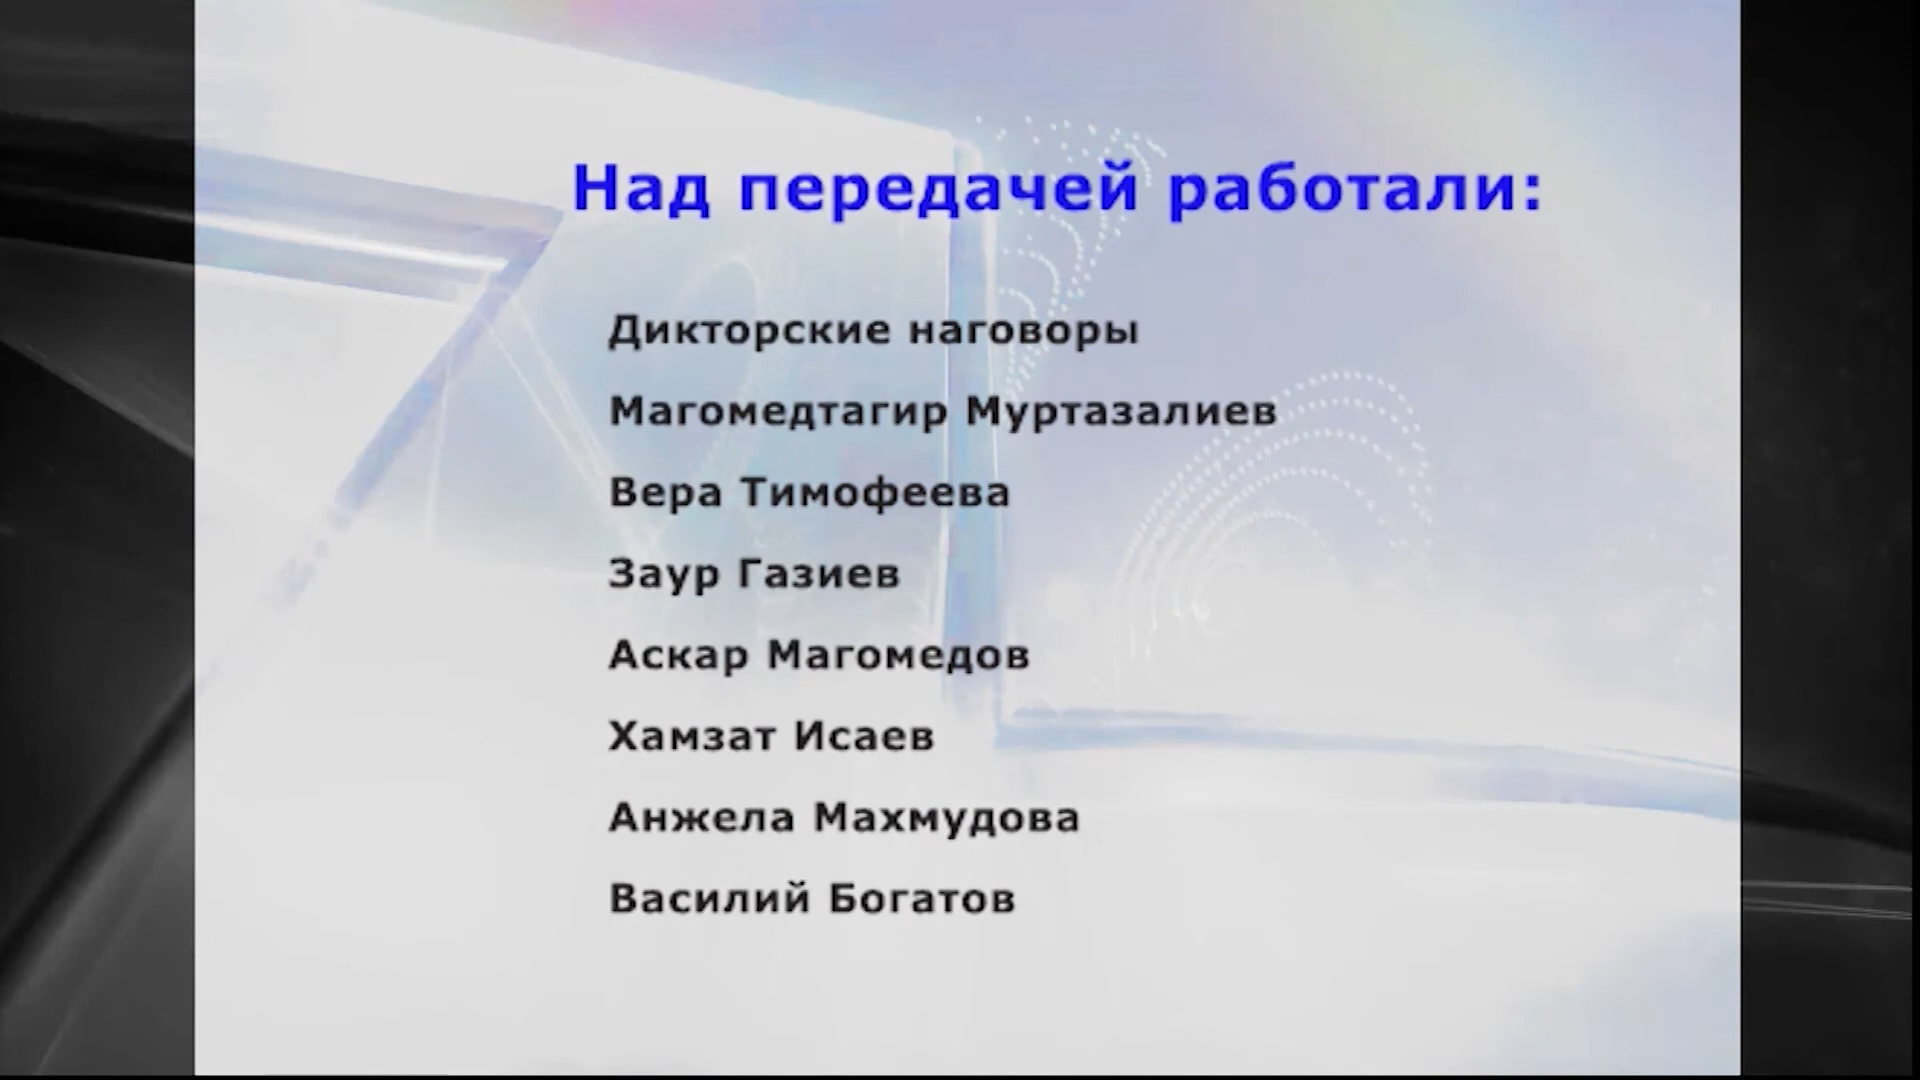 Над передачей работали:
Дикторские наговоры
Магомедтагир Муртазалиев
Вера Тимофеева
Заур Газиев
Аскар Магомедов
Хамзат Исаев
Анжела Махмудова
Василий Богатов